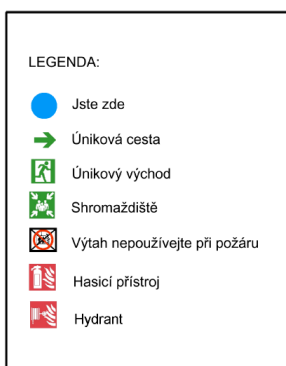 LEGENDA:
Jste zde
Úniková cesta
Únikový východ
Shromaždiště
Výtah nepoužívejte při požáru
Hasicí přístroj
Hydrant